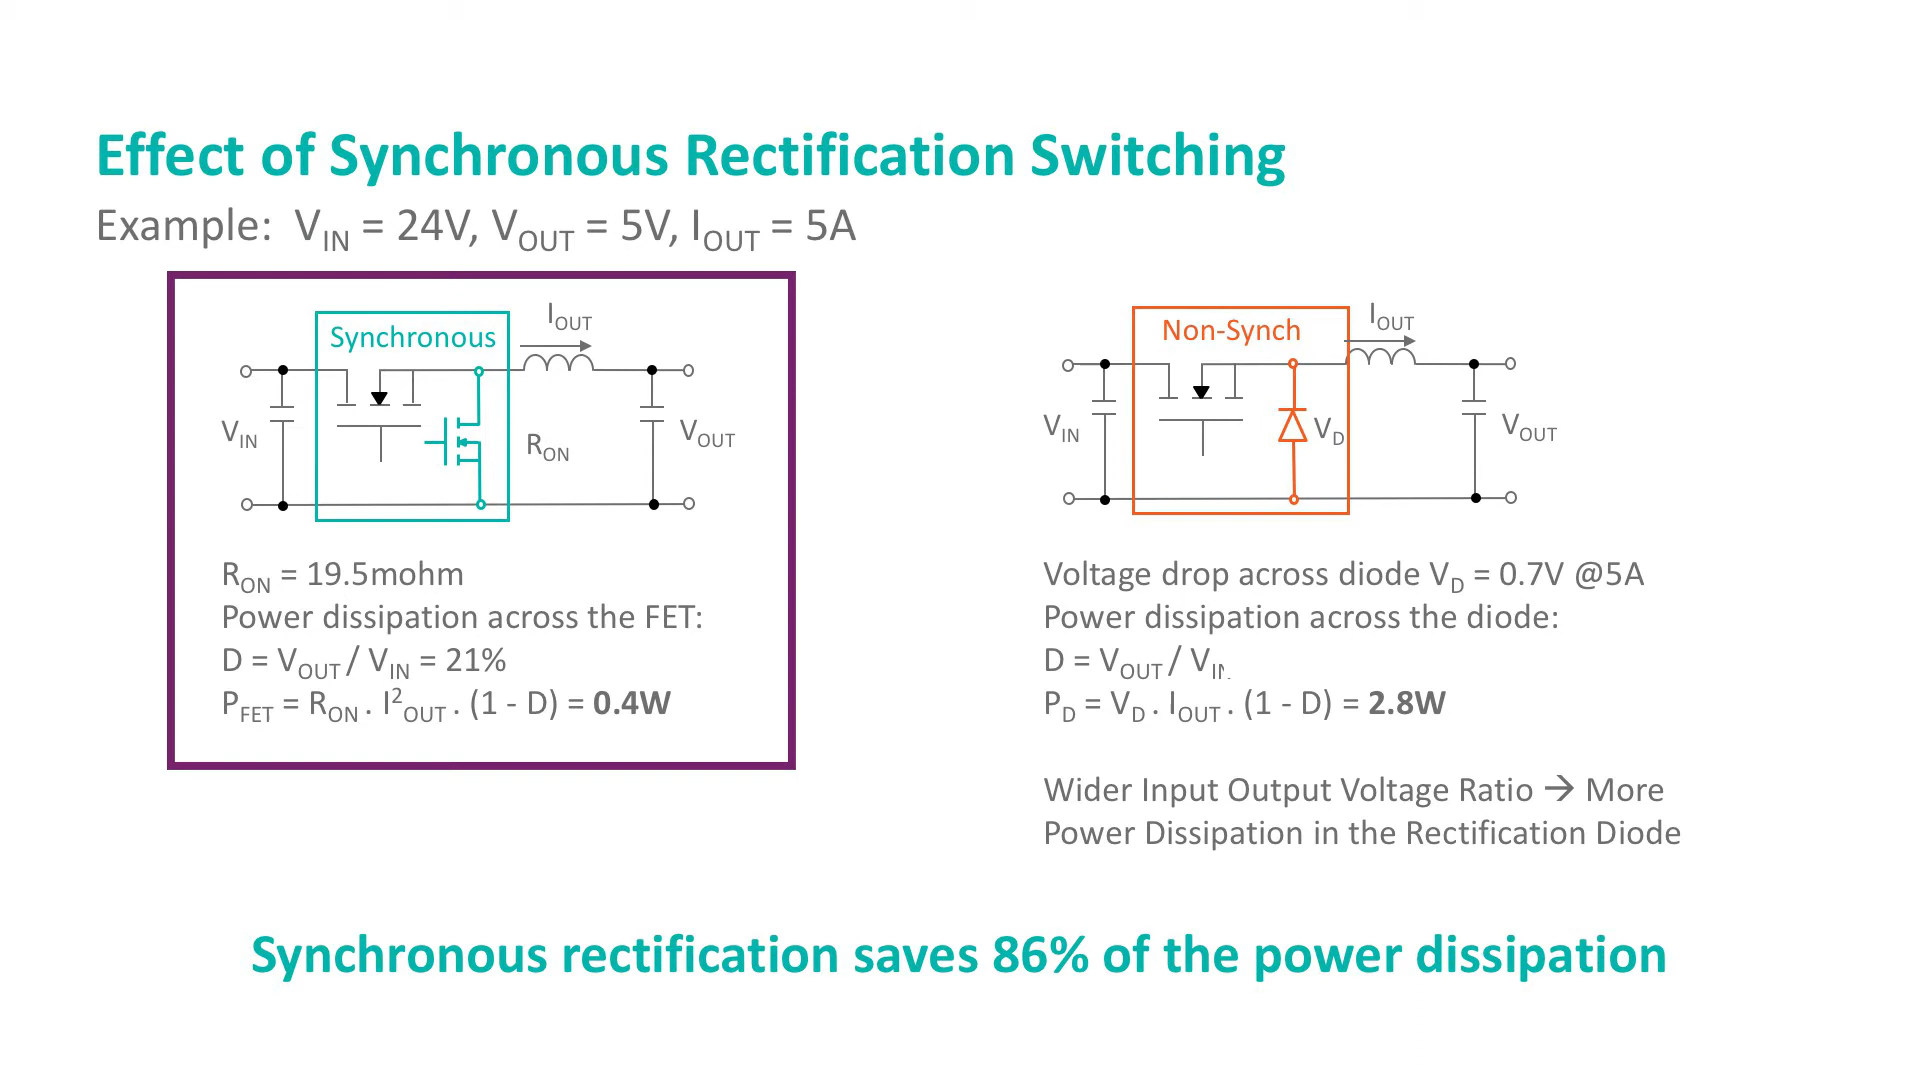 Effect of Synchronous Rectification Switching
Example: VIN = 24V, VOUT = 5V, IOUT = 5A
Synchronous
IOUT
VIN
RON
VOUT
RON = 19.5mohm
Power dissipation across the FET:
D = VOUT / VIN = 21%
PFET = RON . I²OUT . (1 - D) = 0.4W
Non-Synch
IOUT
VIN
VD
VOUT
Voltage drop across diode VD = 0.7V @5A
Power dissipation across the diode:
D = VOUT / VIN
PD = VD . IOUT . (1 - D) = 2.8W
Wider Input Output Voltage Ratio → More
Power Dissipation in the Rectification Diode
Synchronous rectification saves 86% of the power dissipation